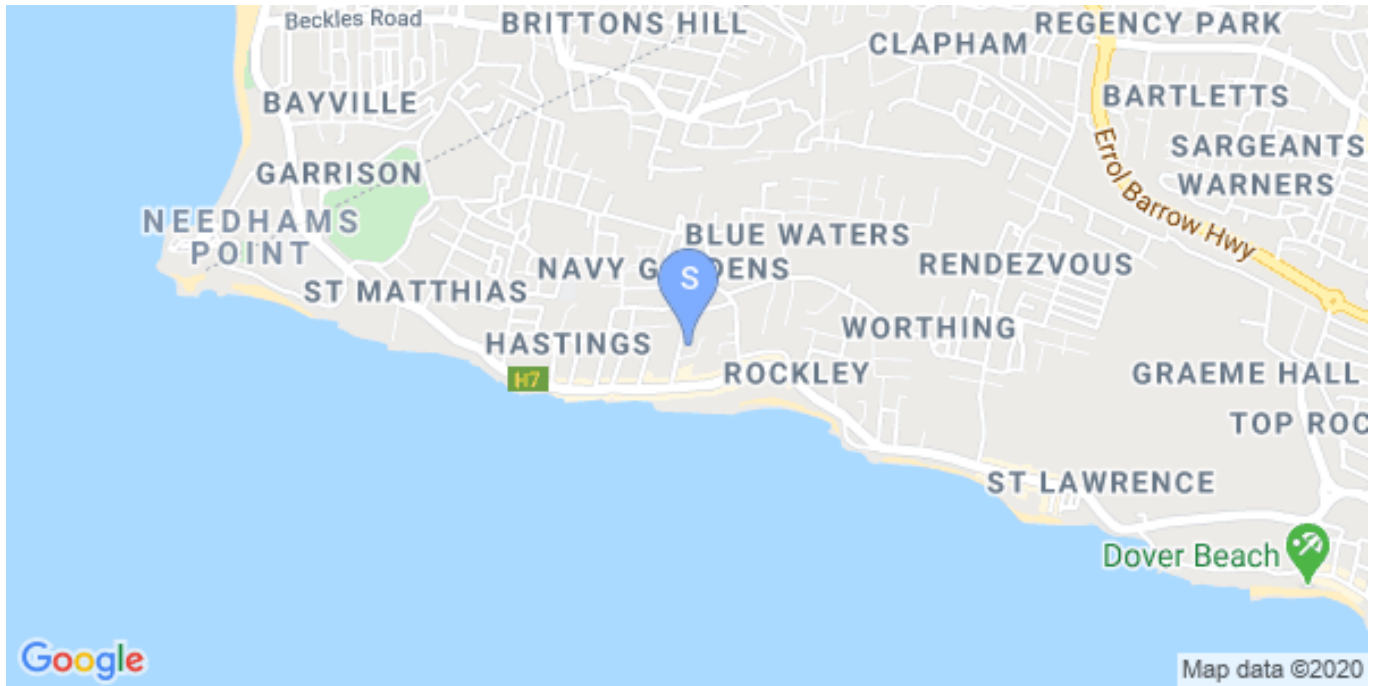 Beckles Road
BRITTONS HILL
REGENCY PARK
CLAPHAM
BAYVILLE
BARTLETTS
Errol Barrow Hwy
SARGEANTS
WARNERS
GARRISON
NEEDHAMS
POINT
BLUE WATERS
NAVY G DENS
S
RENDEZVOUS
ST MATTHIAS
HASTINGS
WORTHING
H7
ROCKLEY
GRAEME HALL
TOP ROC
ST LAWRENCE
Dover Beach
Google
Map data ©2020